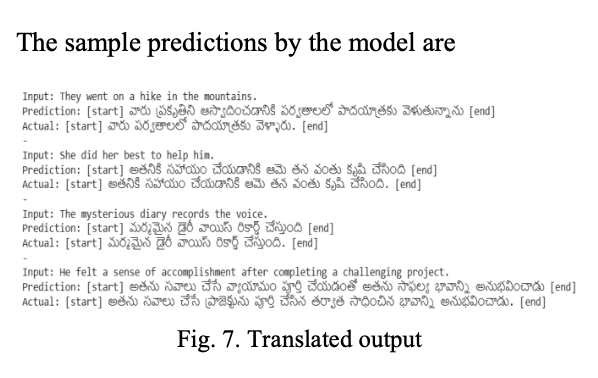 The sample predictions by the model are
Input: They went on a hike in the mountains.
Prediction: [start] వారు ప్రకృతిని ఆస్వాదించడానికి పర్వతాలలో పాదయాత్రకు వెళుతున్నాను [end]
Actual: [start] వారు పర్వతాలలో పాదయాత్రకు వెళ్ళారు. [end]
-
Input: She did her best to help him.
Prediction: [start] అతనికి సహాయం చేయడానికి ఆమె తన వంతు కృషి చేసింది [end]
Actual: [start] అతనికి సహాయం చేయడానికి ఆమె తన వంతు కృషి చేసింది. [end]
-
Input: The mysterious diary records the voice.
Prediction: [start] మర్మమైన డైరీ వాయిస్ రికార్డ్ చేస్తుంది [end]
Actual: [start] మర్మమైన డైరీ వాయిస్ రికార్డ్ చేస్తుంది. [end]
-
Input: He felt a sense of accomplishment after completing a challenging project.
Prediction: [start] అతను సవాలు చేసే వ్యాయామం పూర్తి చేయడంతో అతను సాఫల్య భావాన్ని అనుభవించాడు [end]
Actual: [start] అతను సవాలు చేసే ప్రాజెక్టును పూర్తి చేసిన తర్వాత సాధించిన భావాన్ని అనుభవించాడు. [end]
Fig. 7. Translated output